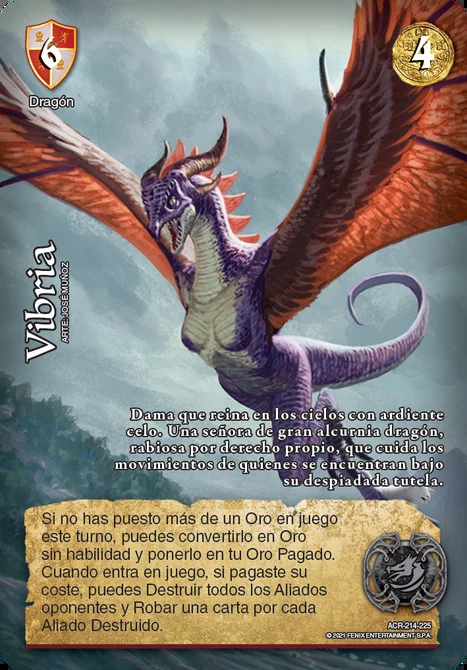 6
4
Dragón
Vibria
ARTE: JOSÉ MUÑOZ
Dama que reina en los cielos con ardiente
celo. Una señora de gran alcurnia dragón,
rabiosa por derecho propio, que cuida los
movimientos de quienes se encuentran bajo
su despiadada tutela.
Si no has puesto más de un Oro en juego
este turno, puedes convertirlo en Oro
sin habilidad y ponerlo en tu Oro Pagado.
Cuando entra en juego, si pagaste su
coste, puedes Destruir todos los Aliados
oponentes y Robar una carta por cada
Aliado Destruido.
ACR-214-225
© 2021 FENIX ENTERTAINMENT S.P.A.